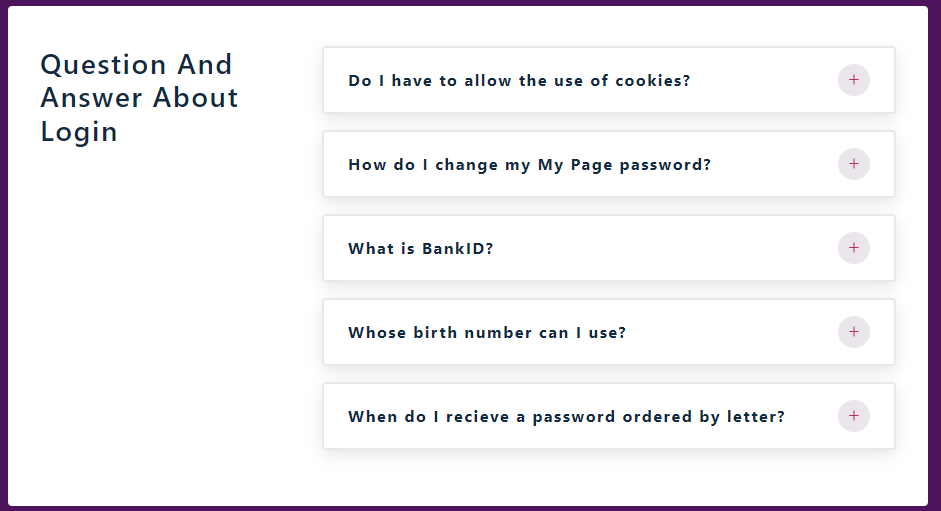 Question And
Answer About
Login
Do I have to allow the use of cookies?
How do I change my My Page password?
What is BankID?
Whose birth number can I use?
When do I recieve a password ordered by letter?